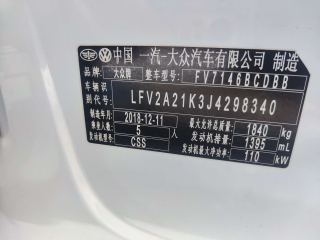 中国 一汽-大众汽车有限公司 制造
品牌: 大众牌 整车型号: FV7146BCDBB
车辆识别代号: LFV2A21K3J4298340
制造年月 2018-12-11 最大允许总质量: 1840 kg
乘坐人数: 5 发动机排量: 1395 mL
发动机型号: CSS 发动机最大净功率: 110 kW